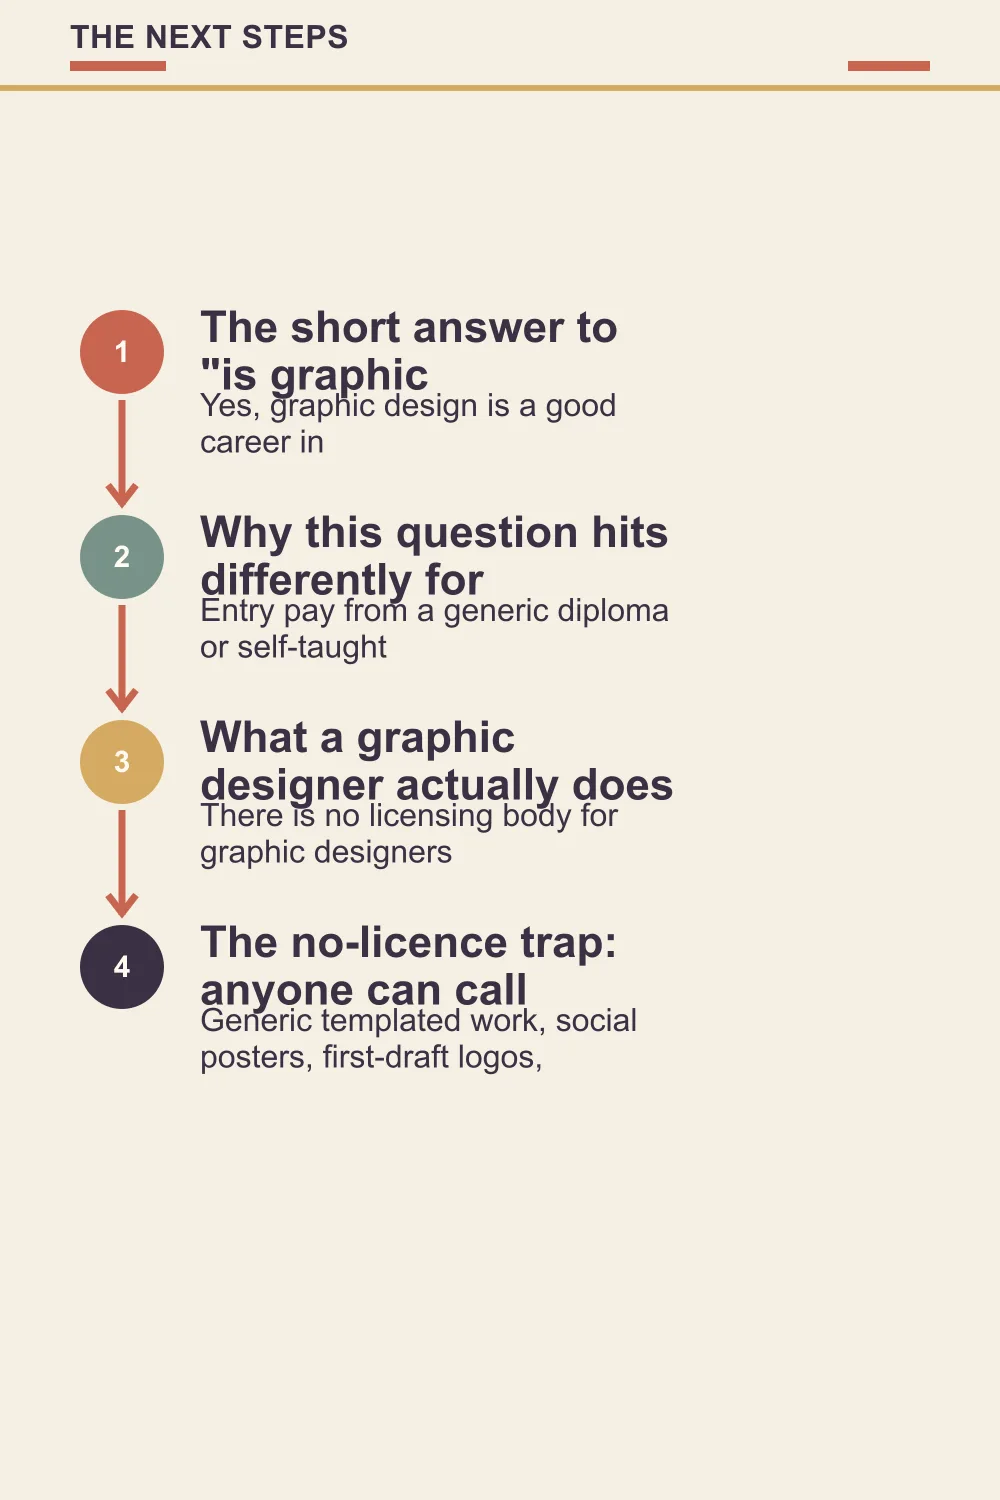 THE NEXT STEPS
1
The short answer to
"is graphic
Yes, graphic design is a good
career in
2
Why this question hits
differently for
Entry pay from a generic diploma
or self-taught
3
What a graphic
designer actually does
There is no licensing body for
graphic designers
4
The no-licence trap:
anyone can call
Generic templated work, social
posters, first-draft logos,